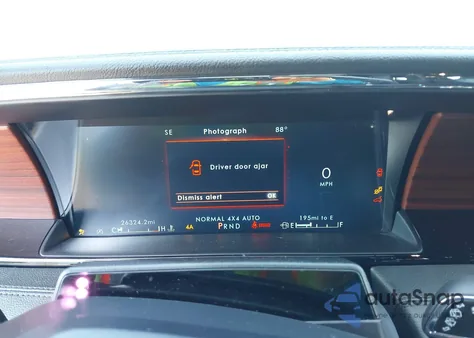 SE Photograph 88°
Driver door ajar
0
MPH
Dismiss alert OK
26324.2mi NORMAL 4X4 AUTO 195mi to E
C H 4A PRND E F
autoSnap